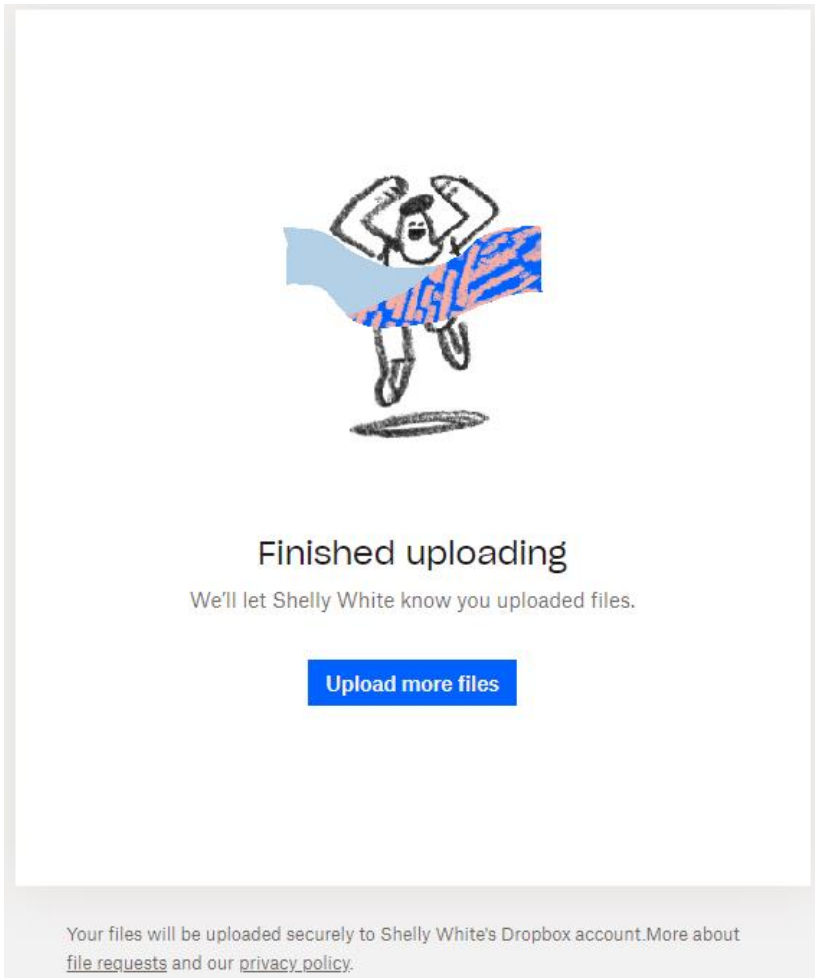 Finished uploading
We'll let Shelly White know you uploaded files.
Upload more files
Your files will be uploaded securely to Shelly White's Dropbox account.More about
file requests and our privacy policy.